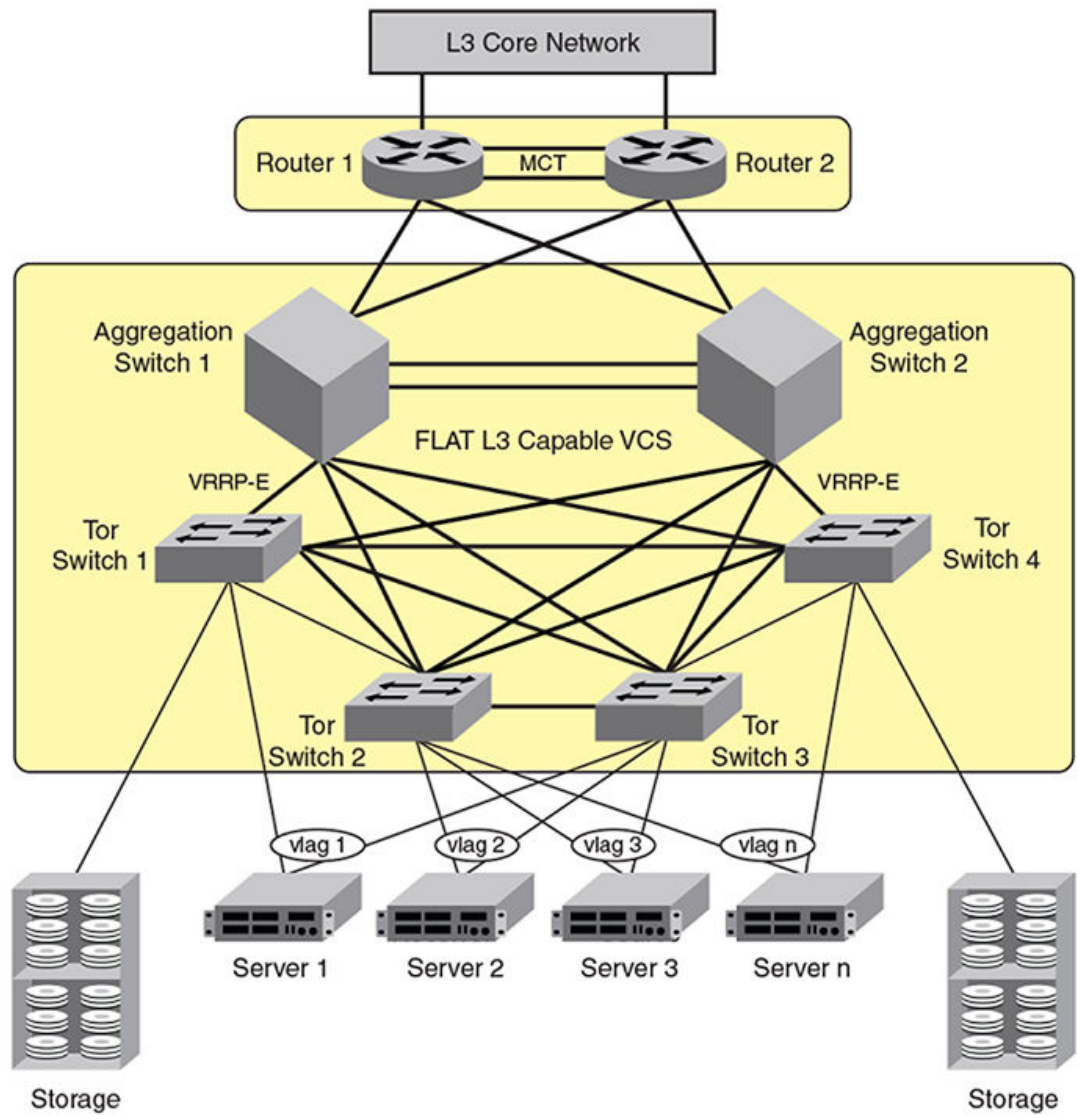 L3 Core Network
Router 1
MCT
Router 2
Aggregation
Switch 1
Aggregation
Switch 2
FLAT L3 Capable VCS
VRRP-E
VRRP-E
Tor
Switch 1
Tor
Switch 4
Tor
Switch 2
Tor
Switch 3
vlag 1
vlag 2
vlag 3
vlag n
Server 1
Server 2
Server 3
Server n
Storage
Storage